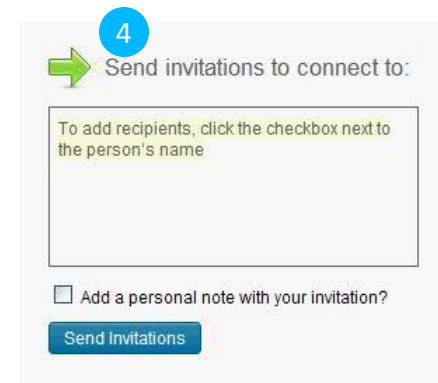 4
Send invitations to connect to:
To add recipients, click the checkbox next to
the person's name
Add a personal note with your invitation?
Send Invitations